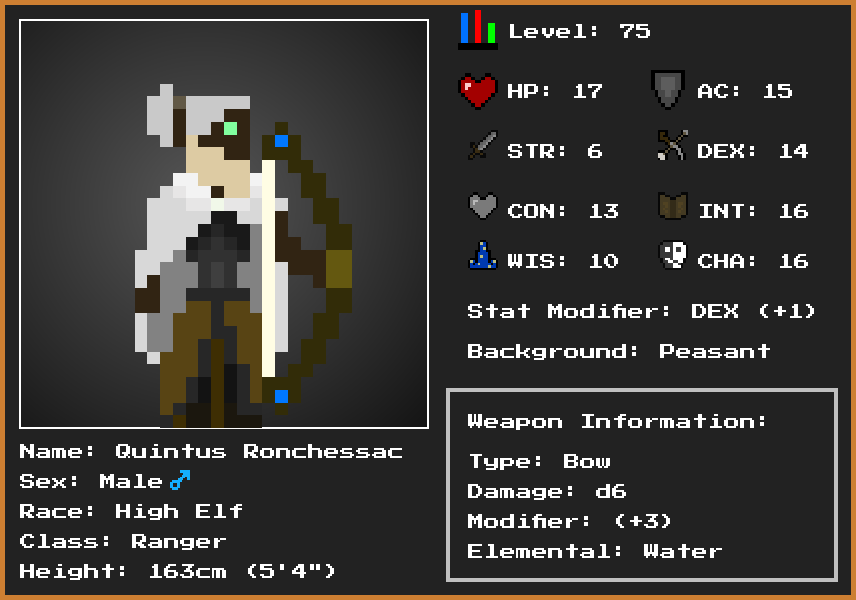 Level: 75
HP: 17
AC: 15
STR: 6
DEX: 14
CON: 13
INT: 16
WIS: 10
CHA: 16
Stat Modifier: DEX (+1)
Background: Peasant
Weapon Information:
Type: Bow
Damage: d6
Modifier: (+3)
Elemental: Water
Name: Quintus Ronchessac
Sex: Male ♂
Race: High Elf
Class: Ranger
Height: 163cm (5'4")